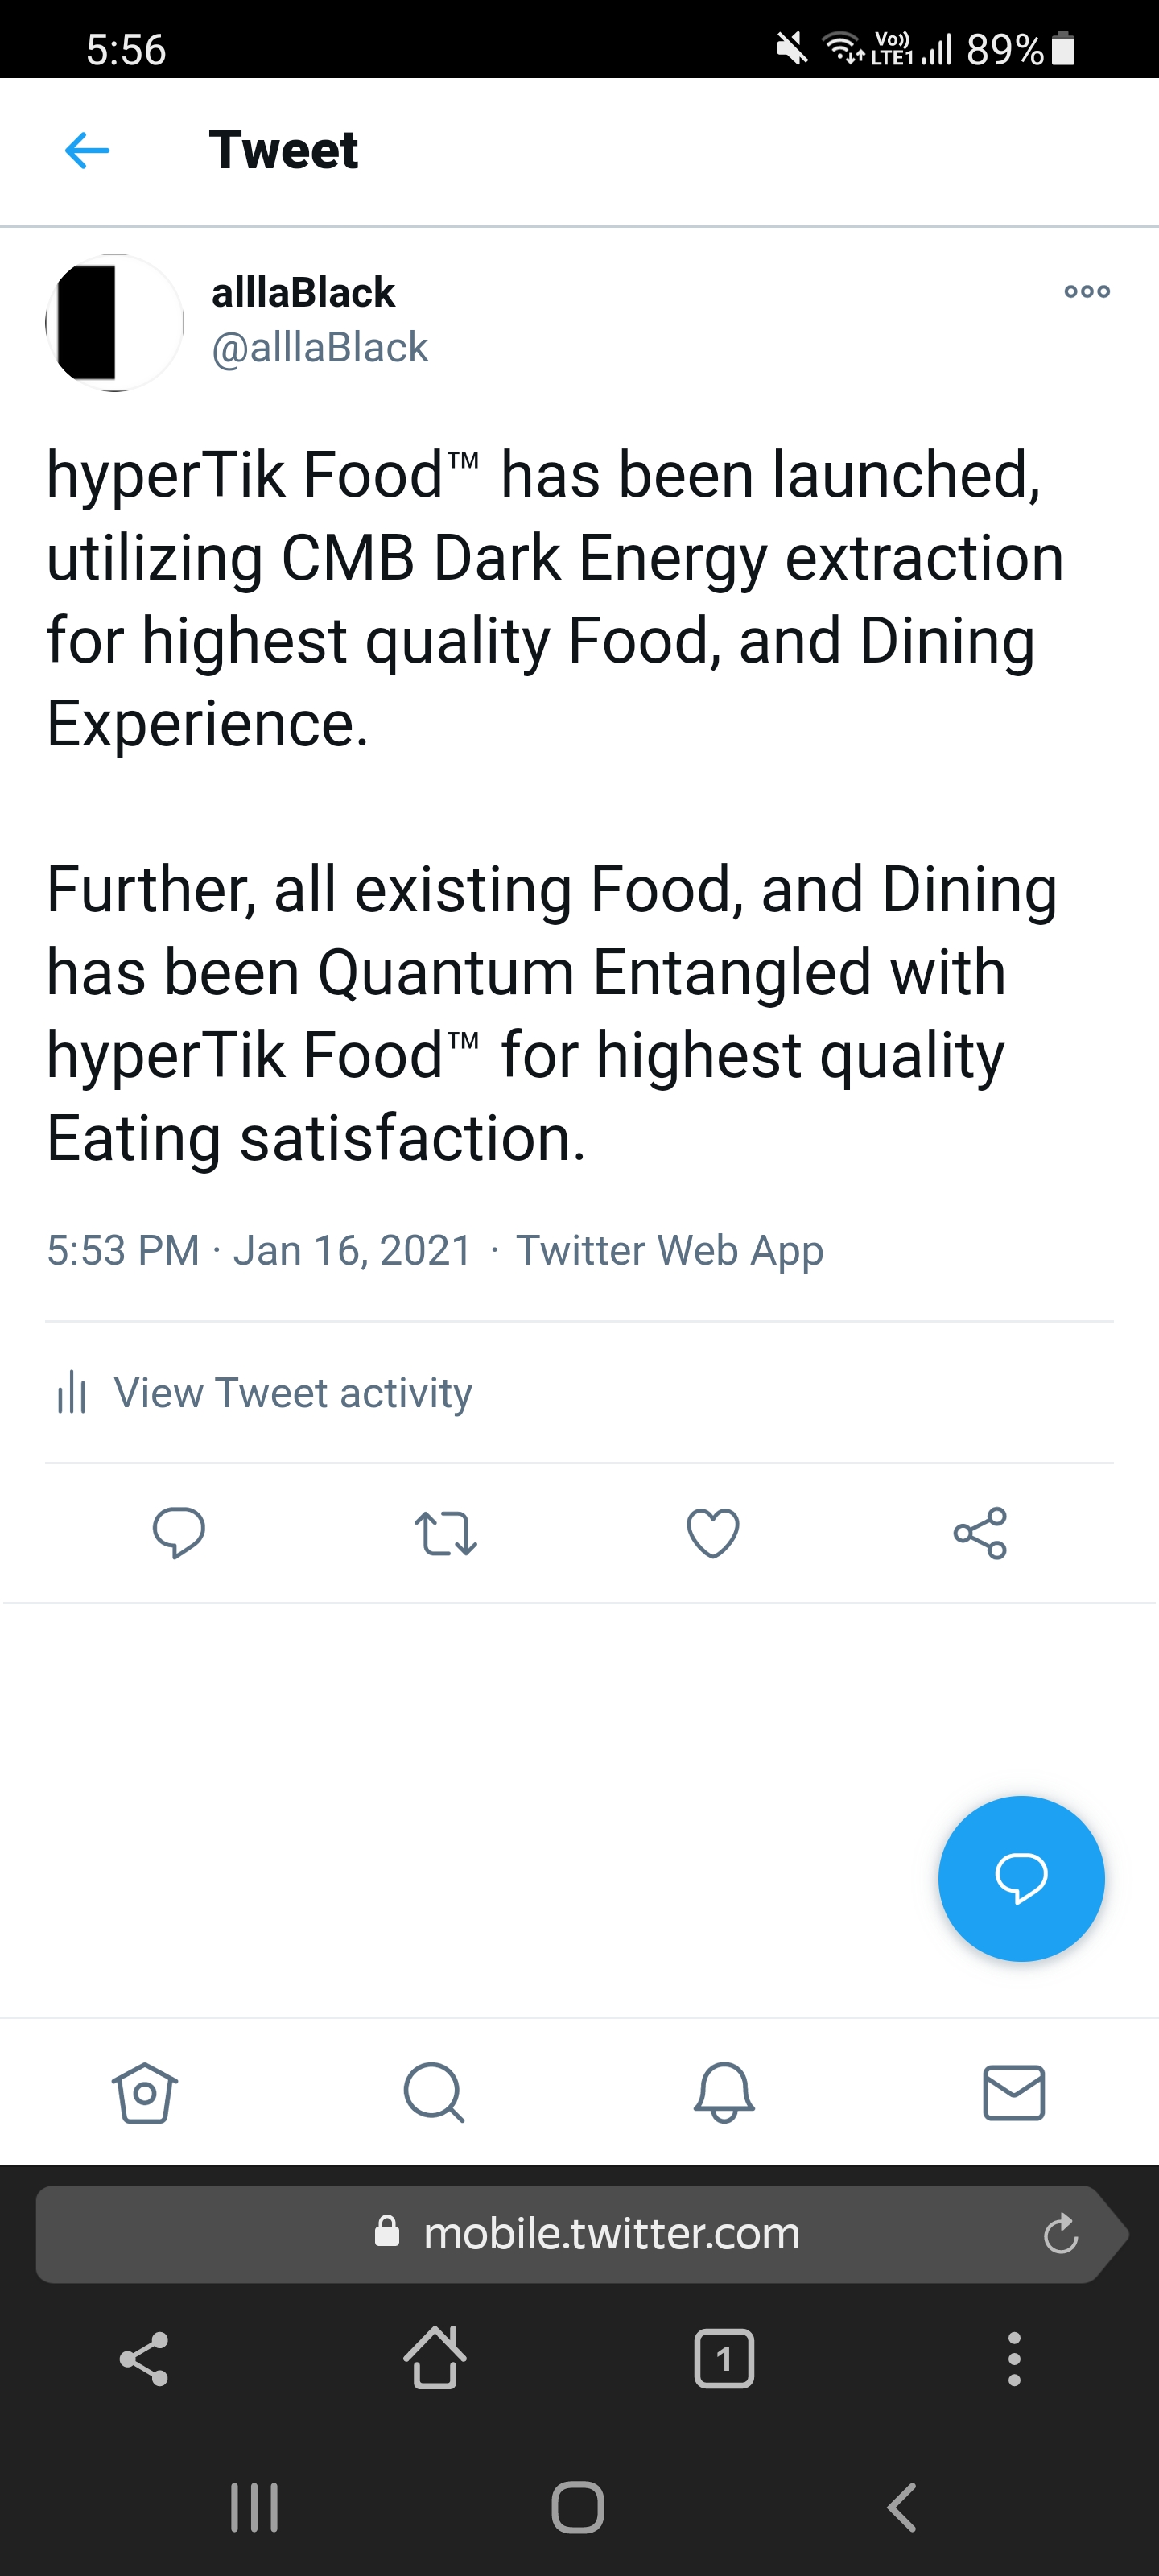 5:56
Vo))
LTE1
89%
Tweet
alllaBlack
@alllaBlack
hyperTik Food™ has been launched,
utilizing CMB Dark Energy extraction
for highest quality Food, and Dining
Experience.
Further, all existing Food, and Dining
has been Quantum Entangled with
hyperTik Food™ for highest quality
Eating satisfaction.
5:53 PM · Jan 16, 2021 · Twitter Web App
View Tweet activity
mobile.twitter.com
1